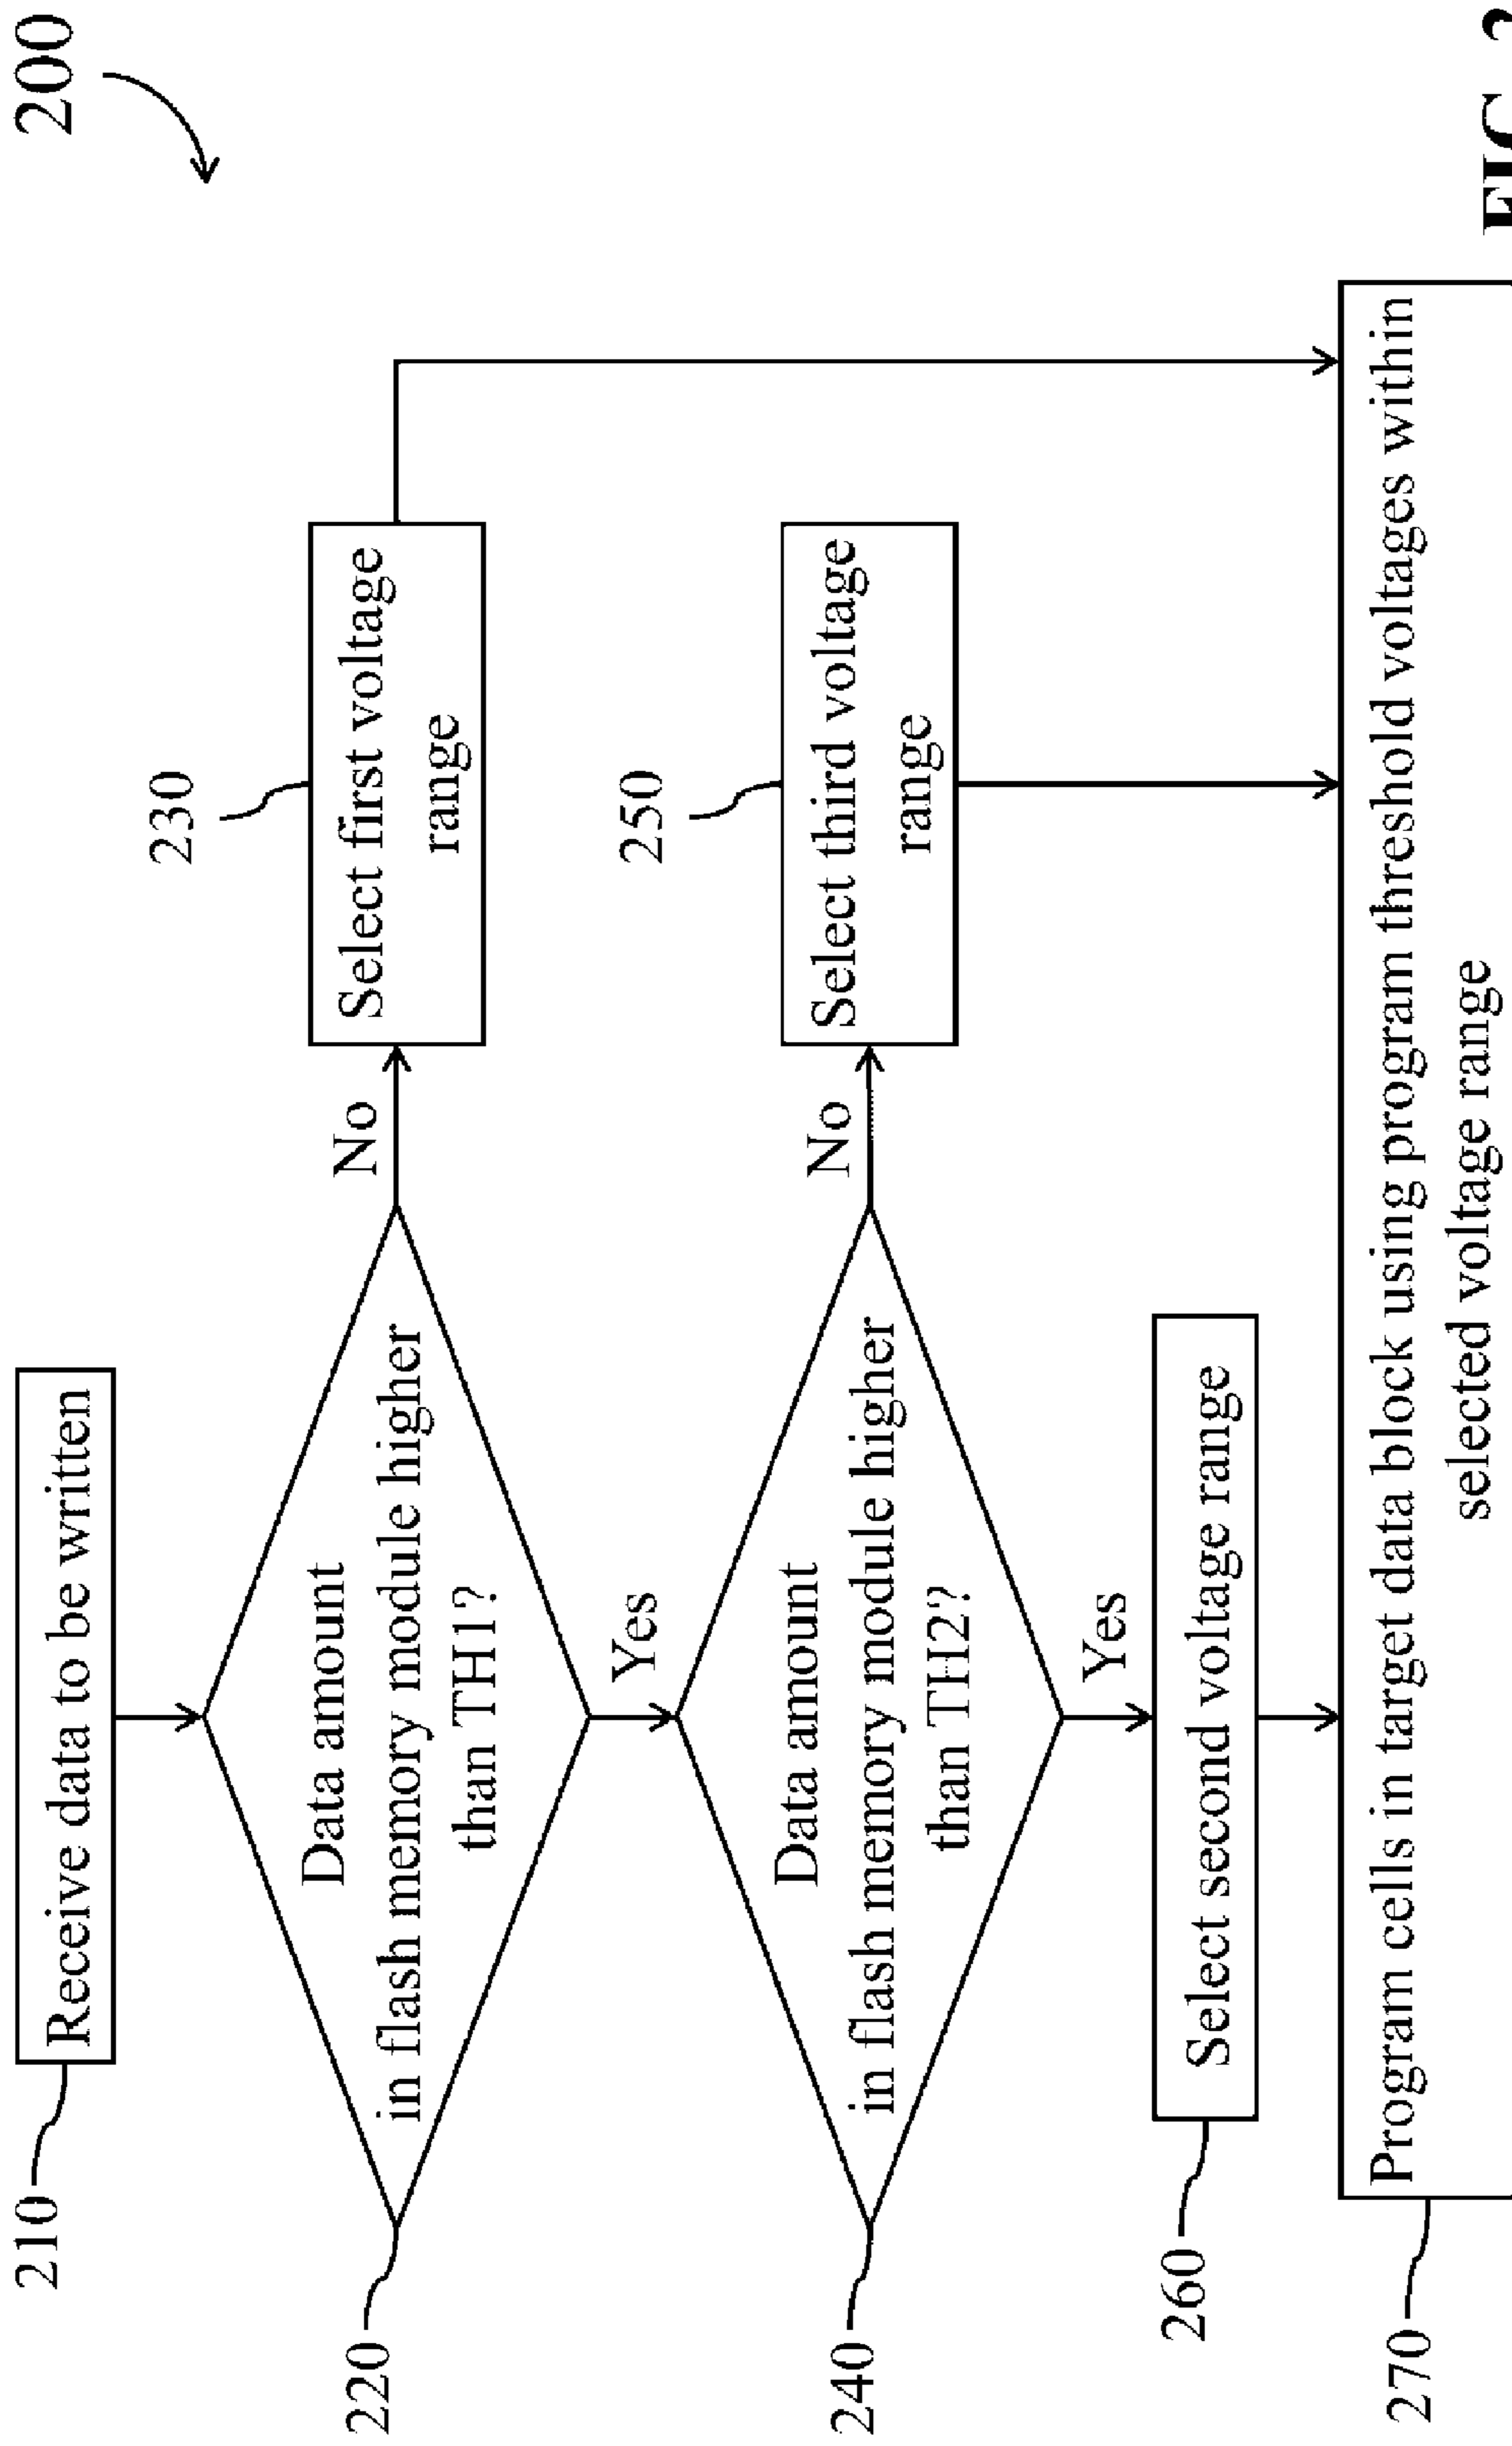 200
210
Receive data to be written
220
Data amount
in flash memory module higher
than TH1?
No
230
Select first voltage
range
Yes
240
Data amount
in flash memory module higher
than TH2?
No
250
Select third voltage
range
Yes
260
Select second voltage range
270
Program cells in target data block using program threshold voltages within
selected voltage range